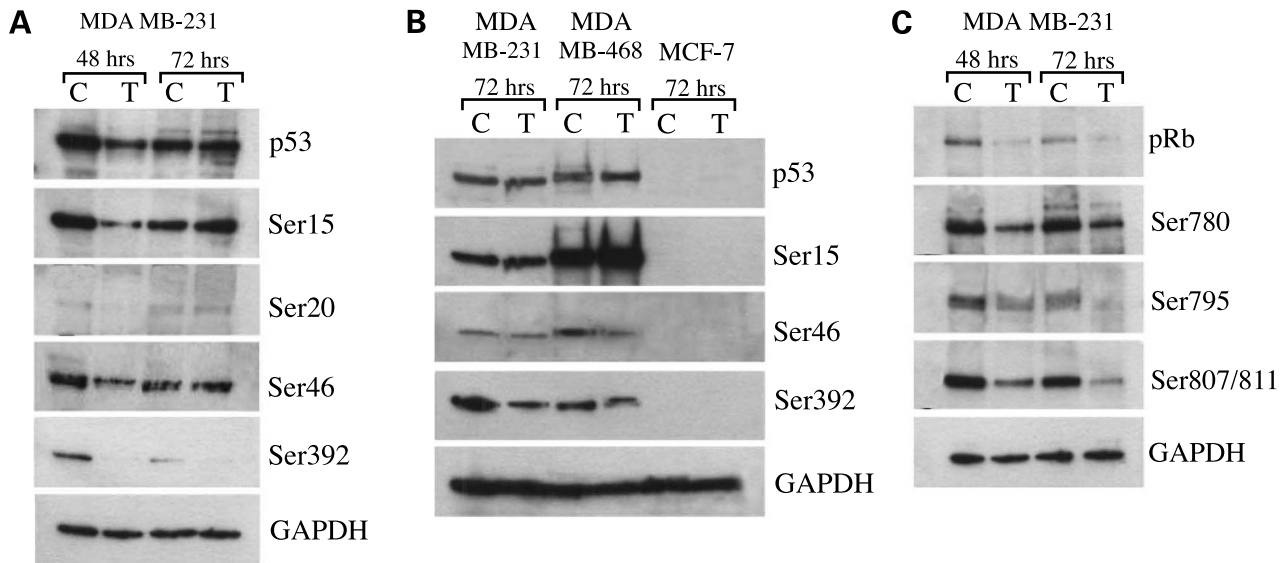 A
MDA MB-231
48 hrs 72 hrs
C T C T
p53
Ser15
Ser20
Ser46
Ser392
GAPDH
B
MDA MDA
MB-231 MB-468 MCF-7
72 hrs 72 hrs 72 hrs
C T C T C T
p53
Ser15
Ser46
Ser392
GAPDH
C
MDA MB-231
48 hrs 72 hrs
C T C T
pRb
Ser780
Ser795
Ser807/811
GAPDH